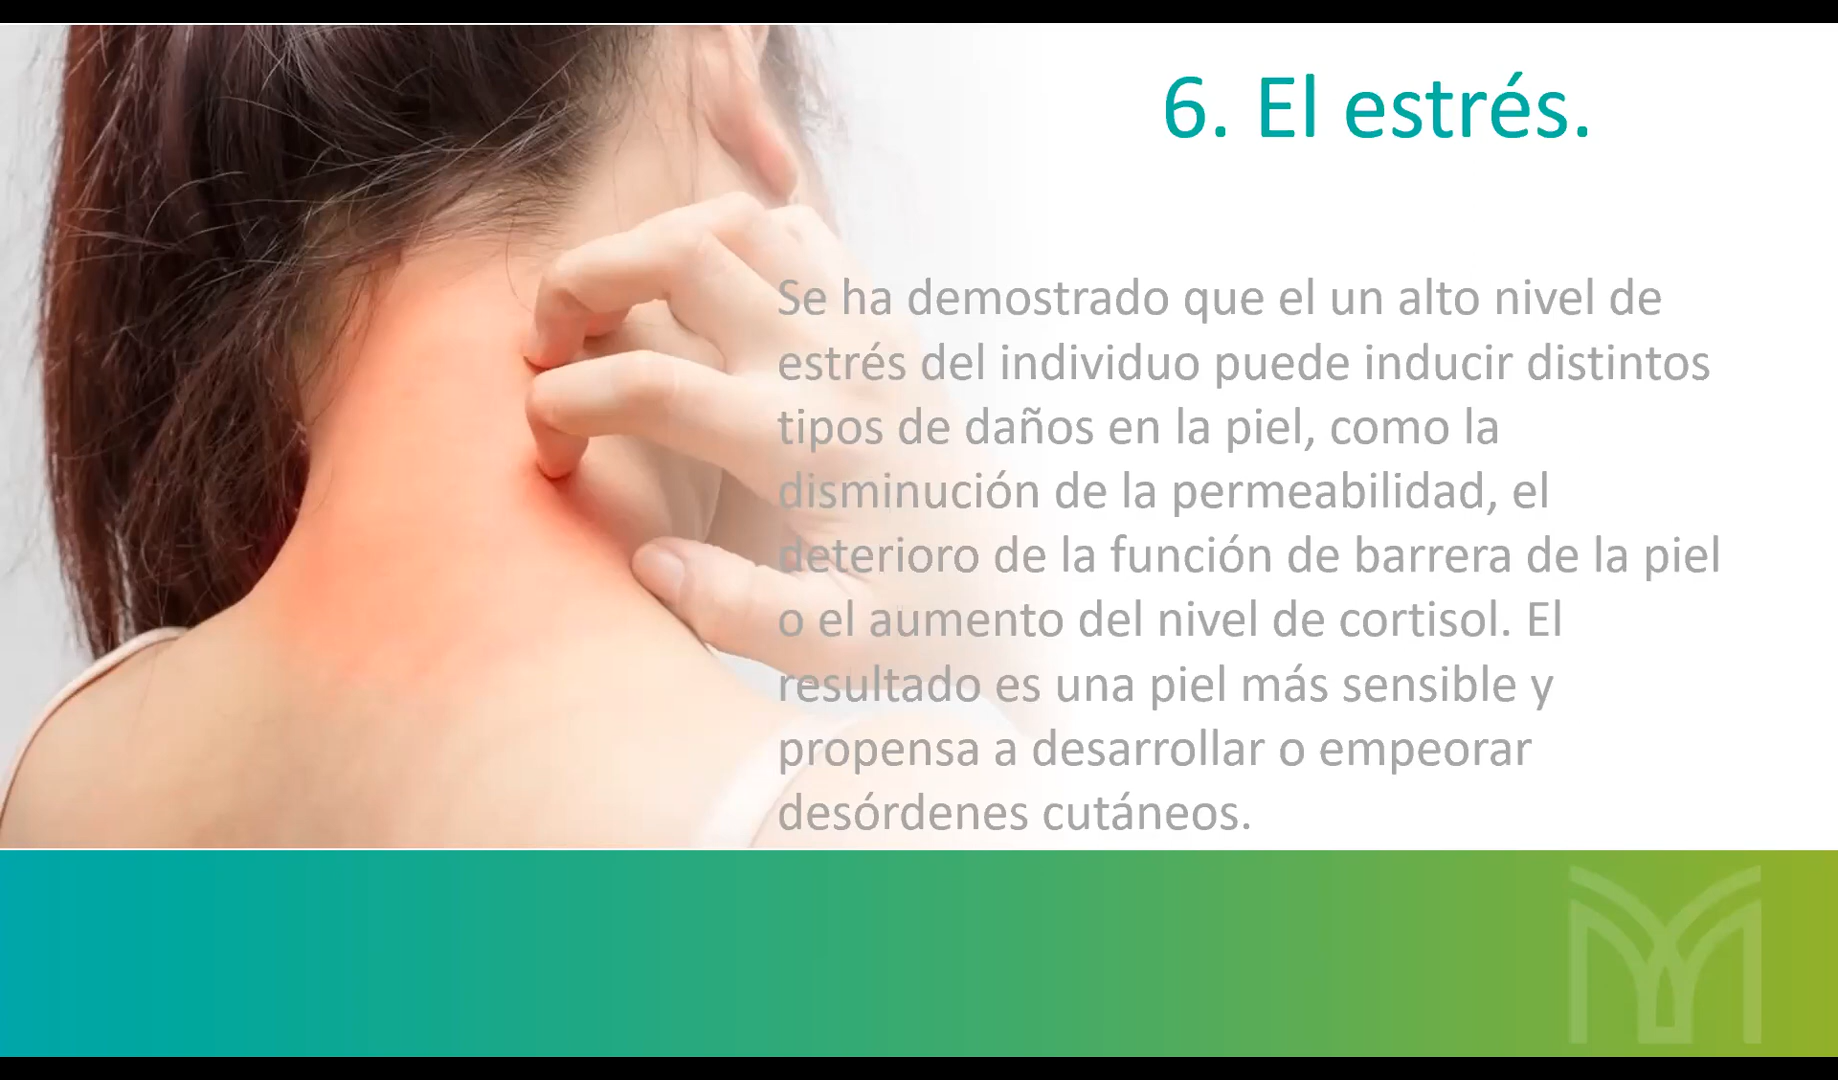 6. El estrés.
Se ha demostrado que el un alto nivel de
estrés del individuo puede inducir distintos
tipos de daños en la piel, como la
disminución de la permeabilidad, el
deterioro de la función de barrera de la piel
o el aumento del nivel de cortisol. El
resultado es una piel más sensible y
propensa a desarrollar o empeorar
desórdenes cutáneos.